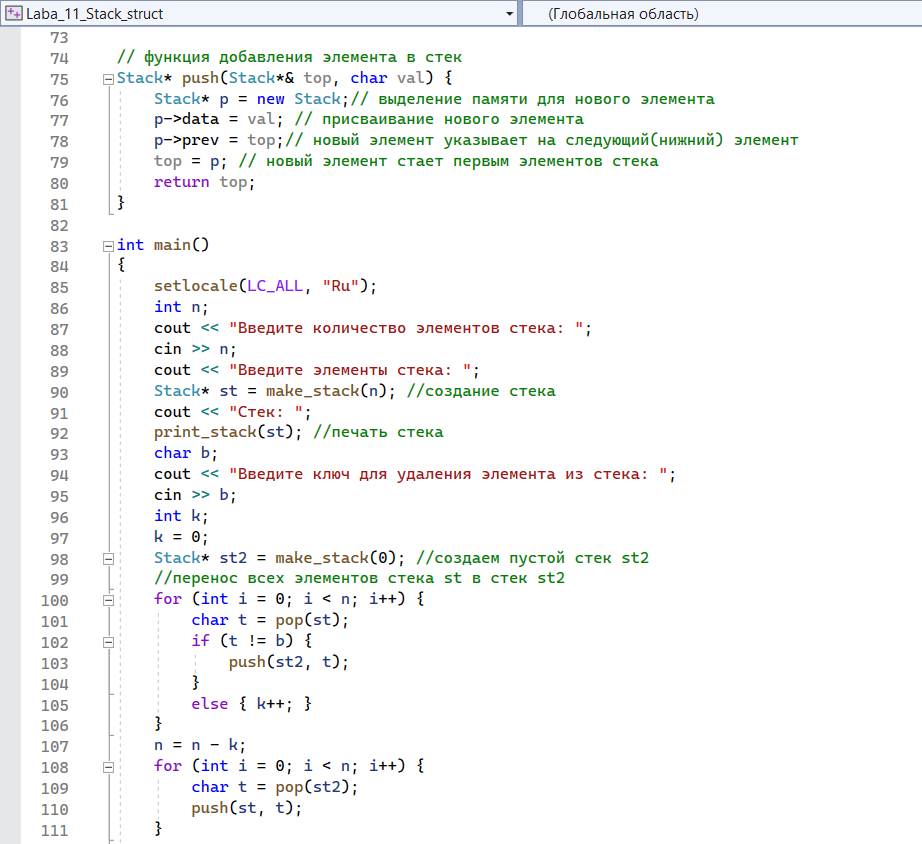 Laba_11_Stack_struct (Глобальная область)
73
74 // функция добавления элемента в стек
75 Stack* push(Stack*& top, char val) {
76 Stack* p = new Stack;// выделение памяти для нового элемента
77 p->data = val; // присваивание нового элемента
78 p->prev = top;// новый элемент указывает на следующий(нижний) элемент
79 top = p; // новый элемент стает первым элементов стека
80 return top;
81 }
82
83 int main()
84 {
85 setlocale(LC_ALL, "Ru");
86 int n;
87 cout << "Введите количество элементов стека: ";
88 cin >> n;
89 cout << "Введите элементы стека: ";
90 Stack* st = make_stack(n); //создание стека
91 cout << "Стек: ";
92 print_stack(st); //печать стека
93 char b;
94 cout << "Введите ключ для удаления элемента из стека: ";
95 cin >> b;
96 int k;
97 k = 0;
98 Stack* st2 = make_stack(0); //создаем пустой стек st2
99 //перенос всех элементов стека st в стек st2
100 for (int i = 0; i < n; i++) {
101 char t = pop(st);
102 if (t != b) {
103 push(st2, t);
104 }
105 else { k++; }
106 }
107 n = n - k;
108 for (int i = 0; i < n; i++) {
109 char t = pop(st2);
110 push(st, t);
111 }